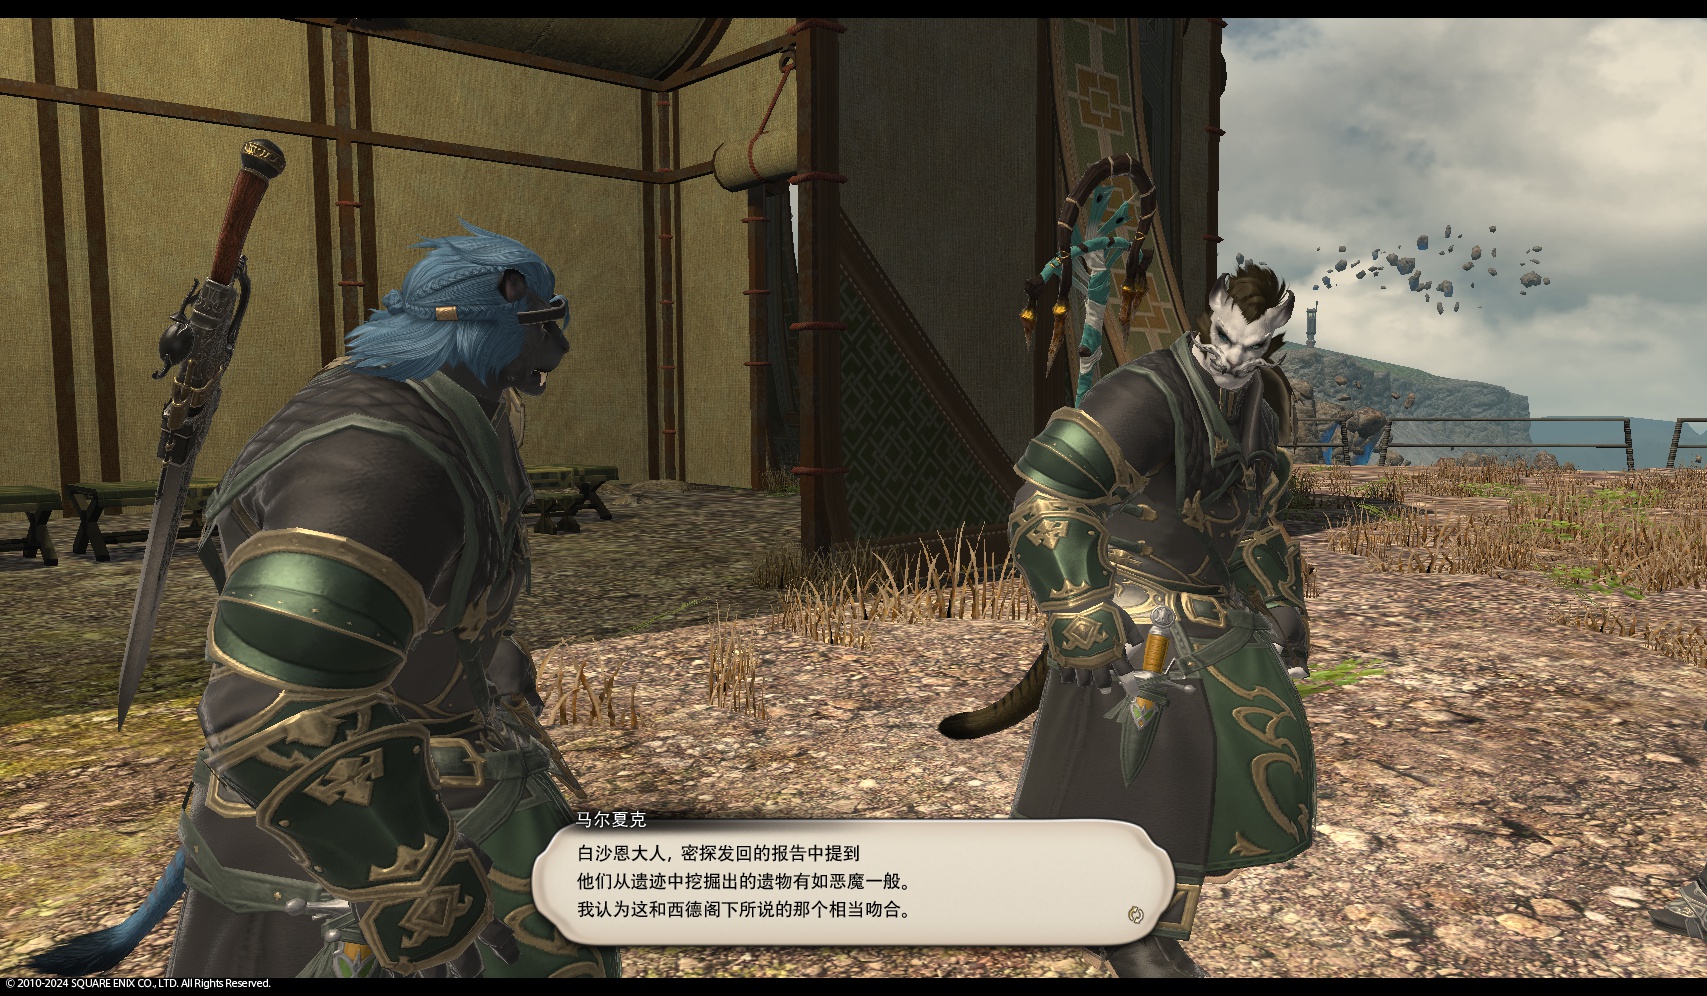 马尔夏克
白沙恩大人，密探发回的报告中提到
他们从遗迹中挖掘出的遗物有如恶魔一般。
我认为这和西德阁下所说的那个相当吻合。
© 2010-2024 SQUARE ENIX CO., LTD. All Rights Reserved.